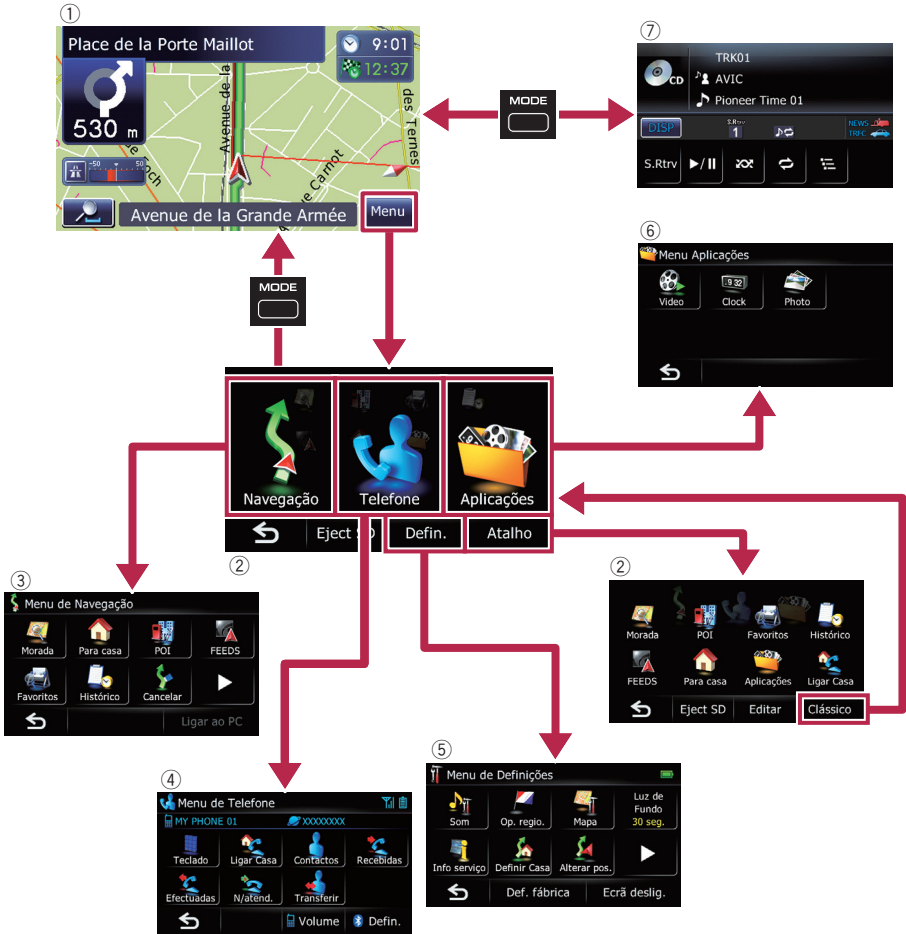 ①
Place de la Porte Maillot
9:01
12:37
530 m
Avenue de la
des Ternes
-50 50
Avenue de la Grande Armée
Menu
MODE
⑦
TRK01
CD
AVIC
Pioneer Time 01
DISP
S.Rtrv
1
NEWS
TRFC
S.Rtrv
⑥
Menu Aplicações
Video
Clock
Photo
MODE
Navegação
Telefone
Aplicações
Eject SD
Defin.
Atalho
②
③
Menu de Navegação
Morada
Para casa
POI
FEEDS
Favoritos
Histórico
Cancelar
Ligar ao PC
②
Morada
POI
Favoritos
Histórico
FEEDS
Para casa
Aplicações
Ligar Casa
Eject SD
Editar
Clássico
④
Menu de Telefone
MY PHONE 01
XXXXXXXX
Teclado
Ligar Casa
Contactos
Recebidas
Efectuadas
N/atend.
Transferir
Volume
Defin.
⑤
Menu de Definições
Som
Op. regio.
Mapa
Luz de
Fundo
30 seg.
Info serviço
Definir Casa
Alterar pos.
Def. fábrica
Ecrã deslig.